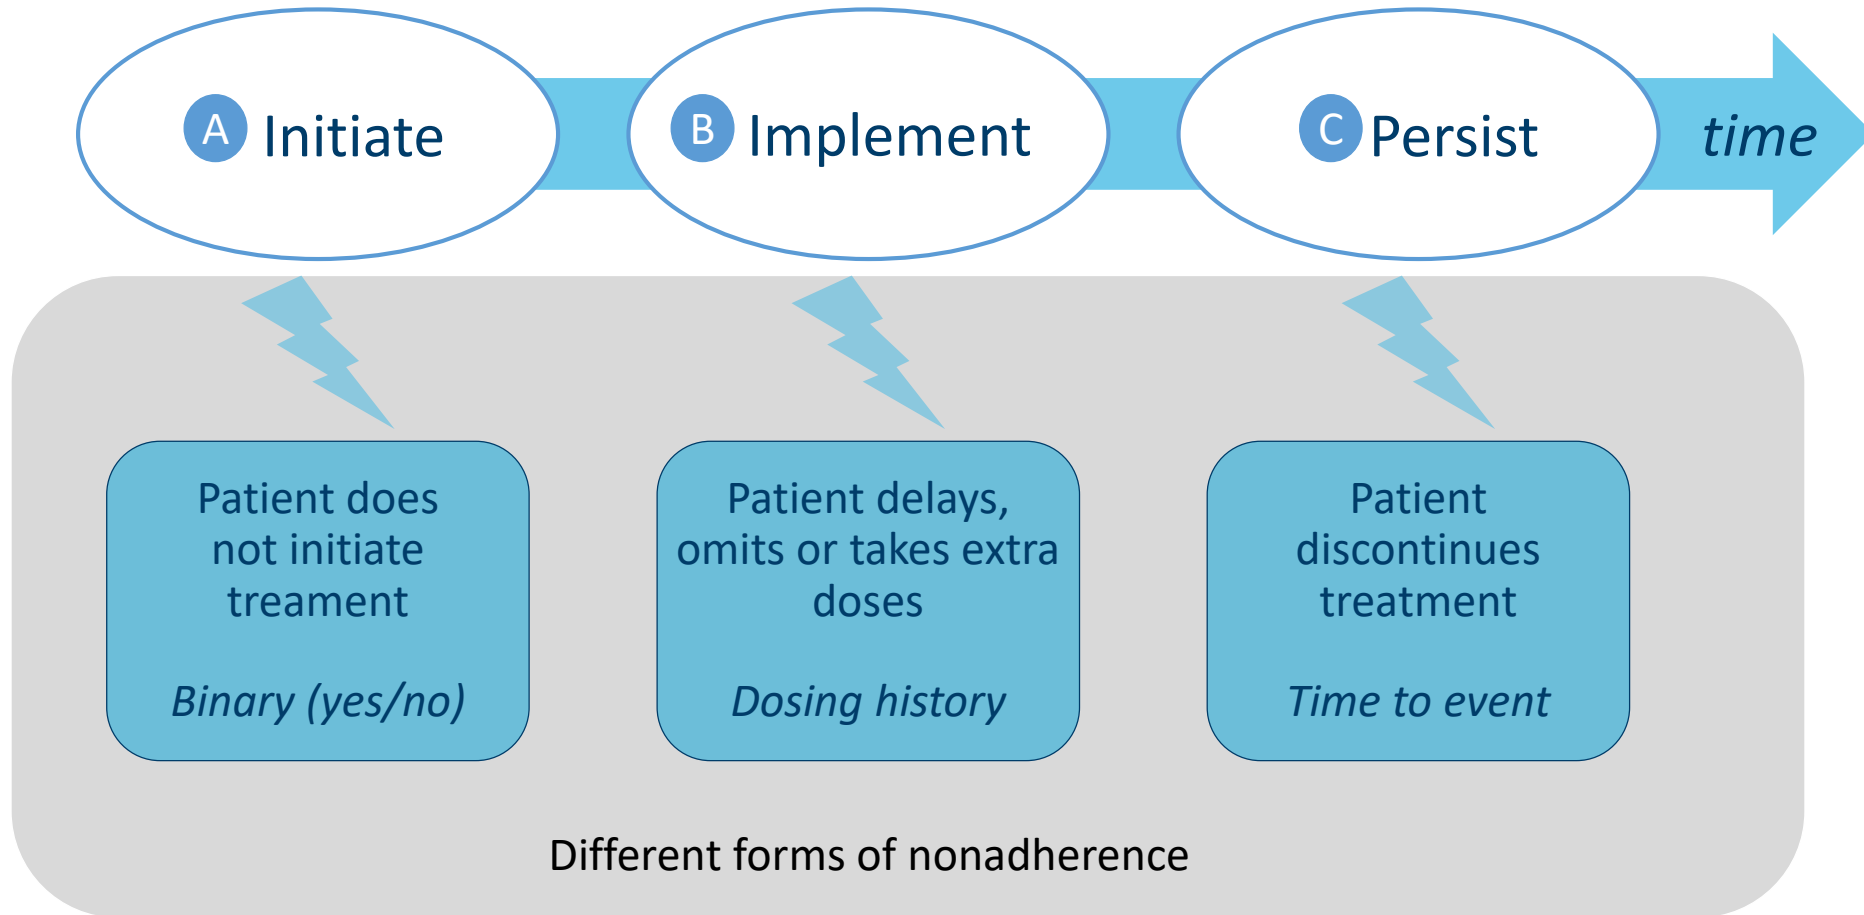 A Initiate
B Implement
C Persist
time
Patient does
not initiate
treament
Binary (yes/no)
Patient delays,
omits or takes extra
doses
Dosing history
Patient
discontinues
treatment
Time to event
Different forms of nonadherence